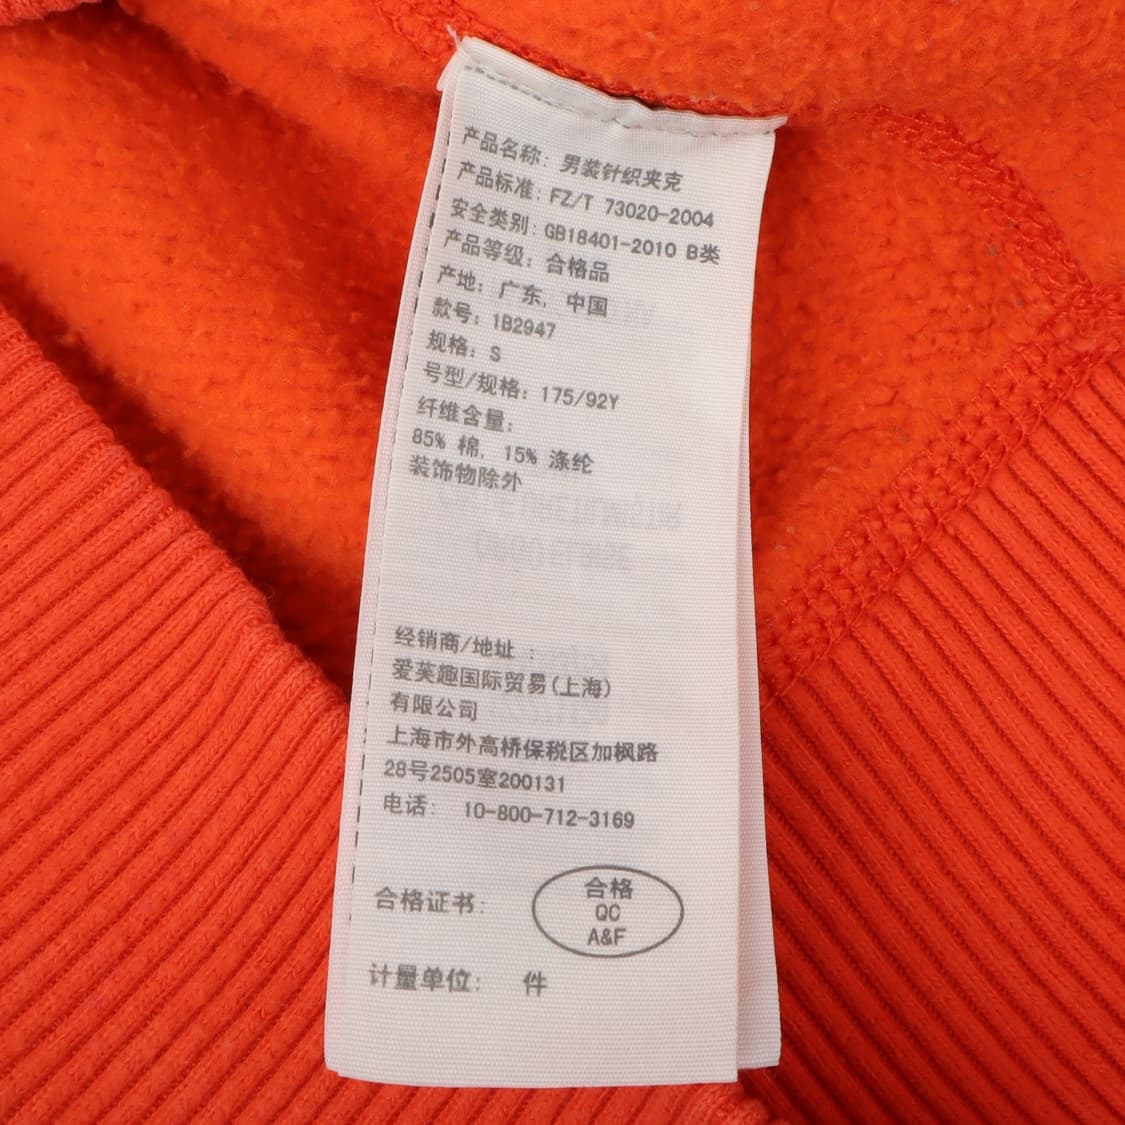 产品名称: 男装针织夹克
产品标准: FZ/T 73020-2004
安全类别: GB18401-2010 B类
产品等级: 合格品
产地: 广东, 中国
款号: 1B2947
规格: S
号型/规格: 175/92Y
纤维含量:
85% 棉, 15% 涤纶
装饰物除外
经销商/地址 :
爱芙趣国际贸易(上海)
有限公司
上海市外高桥保税区加枫路
28号2505室200131
电话: 10-800-712-3169
合格证书:
合格
QC
A&F
计量单位: 件